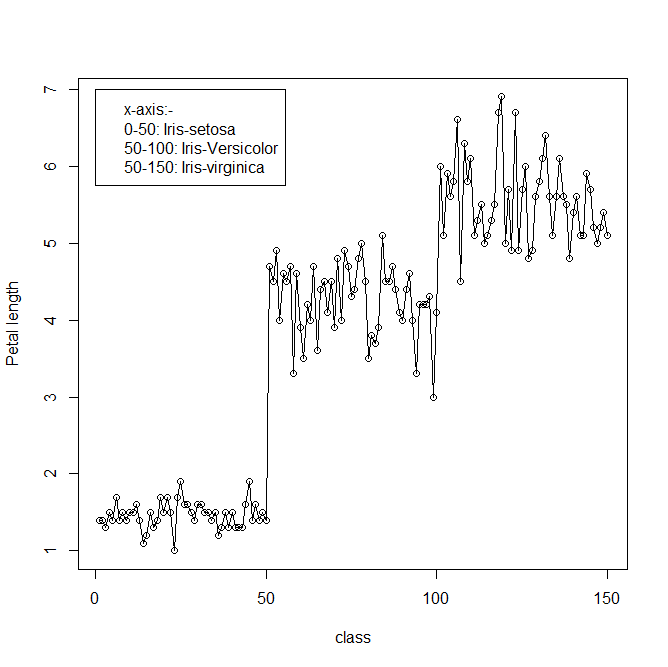 x-axis:-
0-50: Iris-setosa
50-100: Iris-Versicolor
50-150: Iris-virginica
7
6
5
4
3
2
1
Petal length
0 50 100 150
class